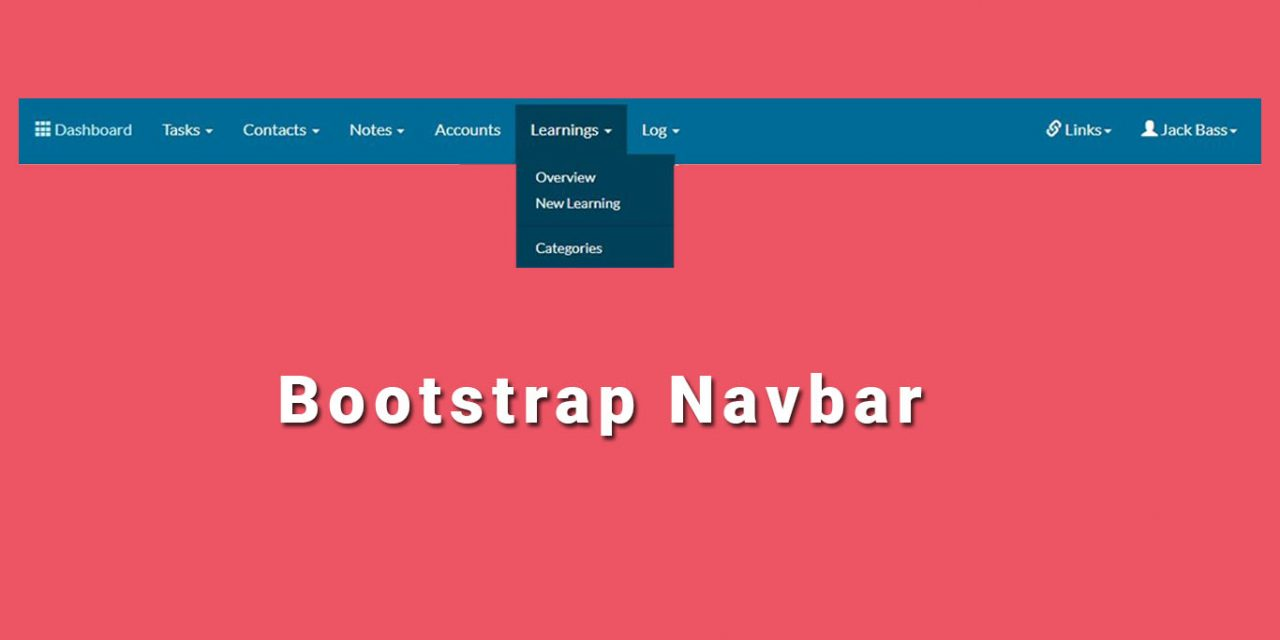 Dashboard Tasks Contacts Notes Accounts Learnings Log Links Jack Bass
Overview
New Learning
Categories
Bootstrap Navbar